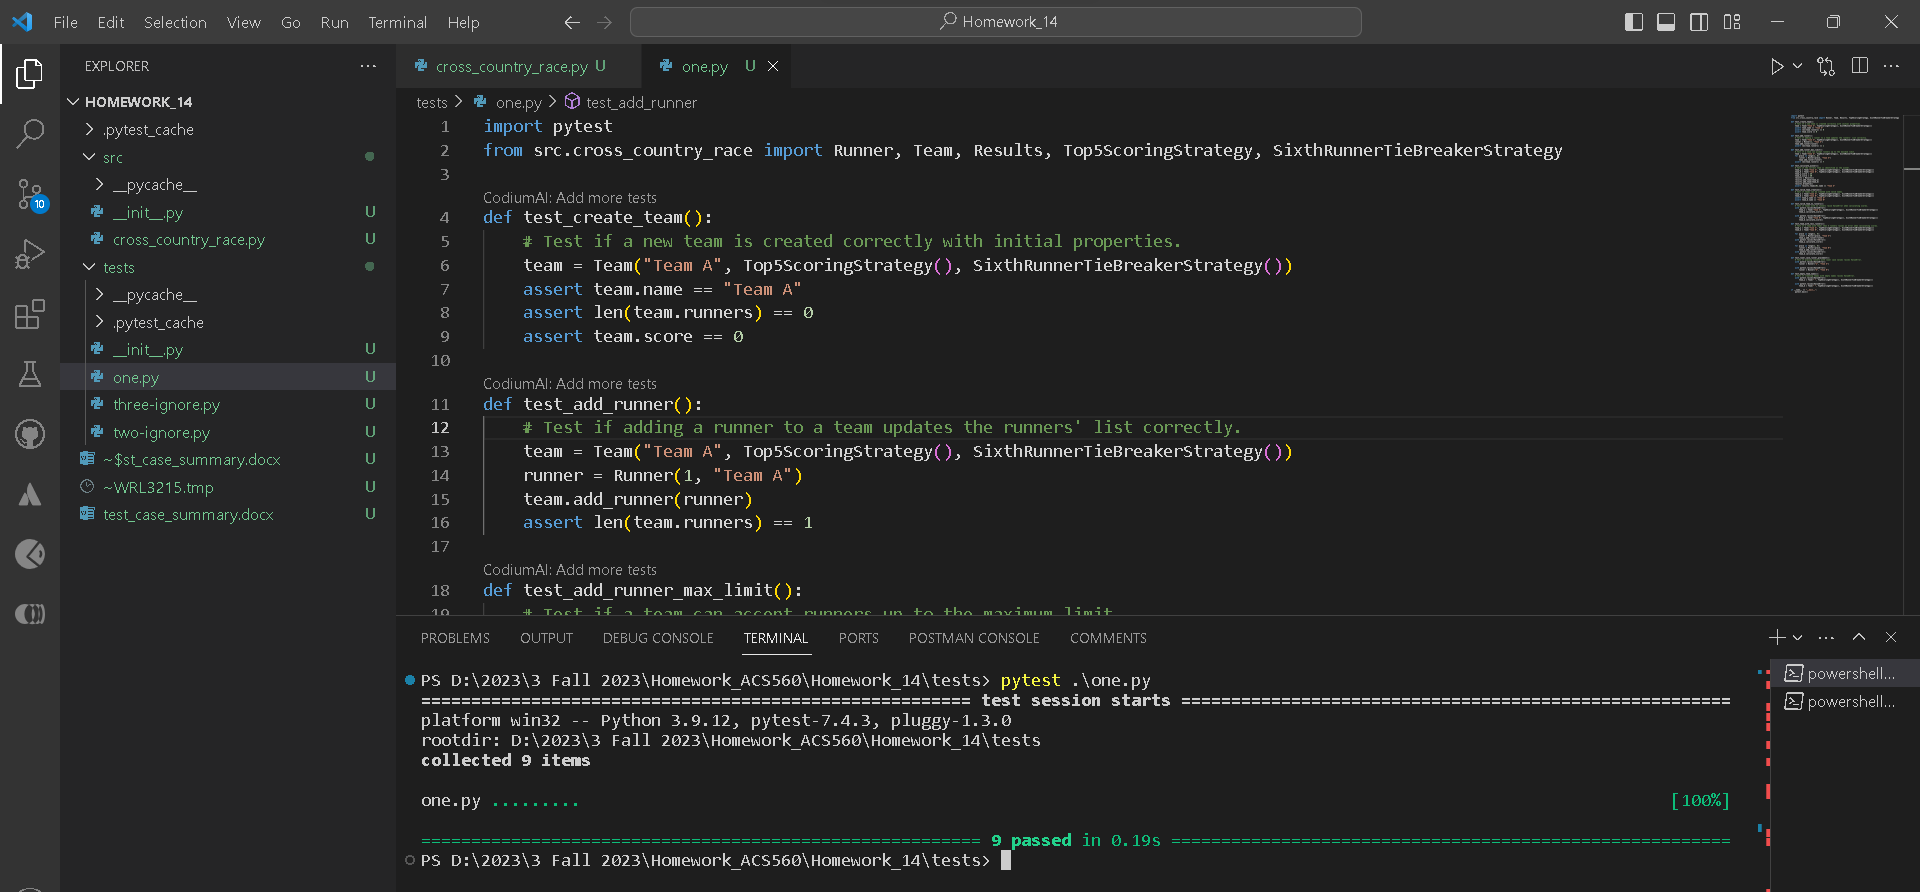 File Edit Selection View Go Run Terminal Help
Homework_14
EXPLORER
HOMEWORK_14
.pytest_cache
src
__pycache__
__init__.py U
cross_country_race.py U
tests
__pycache__
.pytest_cache
__init__.py U
one.py U
three-ignore.py U
two-ignore.py U
~$st_case_summary.docx U
~WRL3215.tmp U
test_case_summary.docx U
10
cross_country_race.py U
one.py U
tests > one.py > test_add_runner
1 import pytest
2 from src.cross_country_race import Runner, Team, Results, Top5ScoringStrategy, SixthRunnerTieBreakerStrategy
3
CodiumAI: Add more tests
4 def test_create_team():
5 # Test if a new team is created correctly with initial properties.
6 team = Team("Team A", Top5ScoringStrategy(), SixthRunnerTieBreakerStrategy())
7 assert team.name == "Team A"
8 assert len(team.runners) == 0
9 assert team.score == 0
10
CodiumAI: Add more tests
11 def test_add_runner():
12 # Test if adding a runner to a team updates the runners' list correctly.
13 team = Team("Team A", Top5ScoringStrategy(), SixthRunnerTieBreakerStrategy())
14 runner = Runner(1, "Team A")
15 team.add_runner(runner)
16 assert len(team.runners) == 1
17
CodiumAI: Add more tests
18 def test_add_runner_max_limit():
19 # Test if a team can accept runners up to the maximum limit
PROBLEMS OUTPUT DEBUG CONSOLE TERMINAL PORTS POSTMAN CONSOLE COMMENTS
PS D:\2023\3 Fall 2023\Homework_ACS560\Homework_14\tests> pytest .\one.py
======================================================= test session starts =======================================================
platform win32 -- Python 3.9.12, pytest-7.4.3, pluggy-1.3.0
rootdir: D:\2023\3 Fall 2023\Homework_ACS560\Homework_14\tests
collected 9 items
one.py ......... [100%]
======================================================== 9 passed in 0.19s ========================================================
PS D:\2023\3 Fall 2023\Homework_ACS560\Homework_14\tests>
powershell...
powershell...